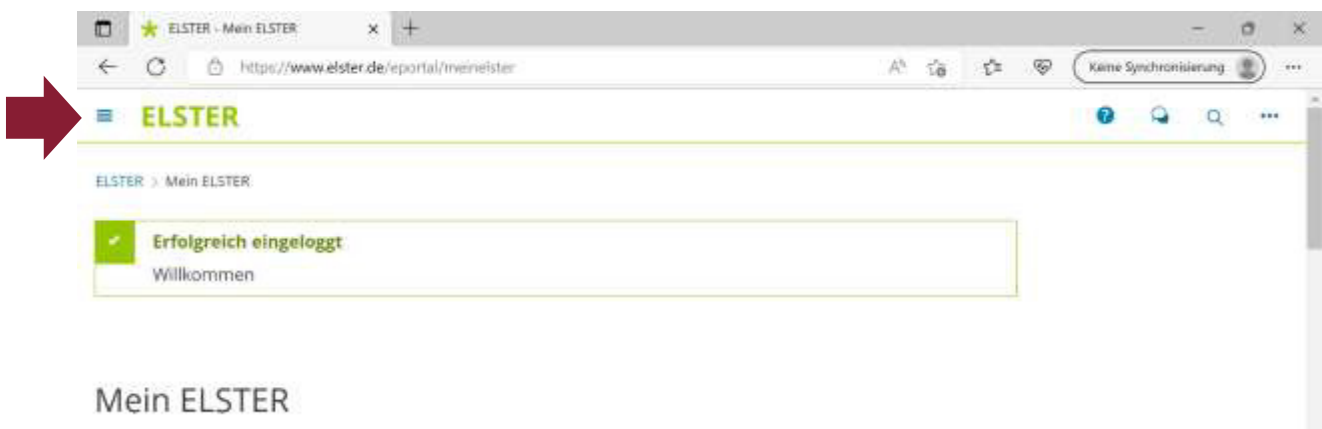 ELSTER - Mein ELSTER
https://www.elster.de/eportal/meinelster
Keine Synchronisierung
ELSTER
ELSTER > Mein ELSTER
Erfolgreich eingeloggt
Willkommen
Mein ELSTER